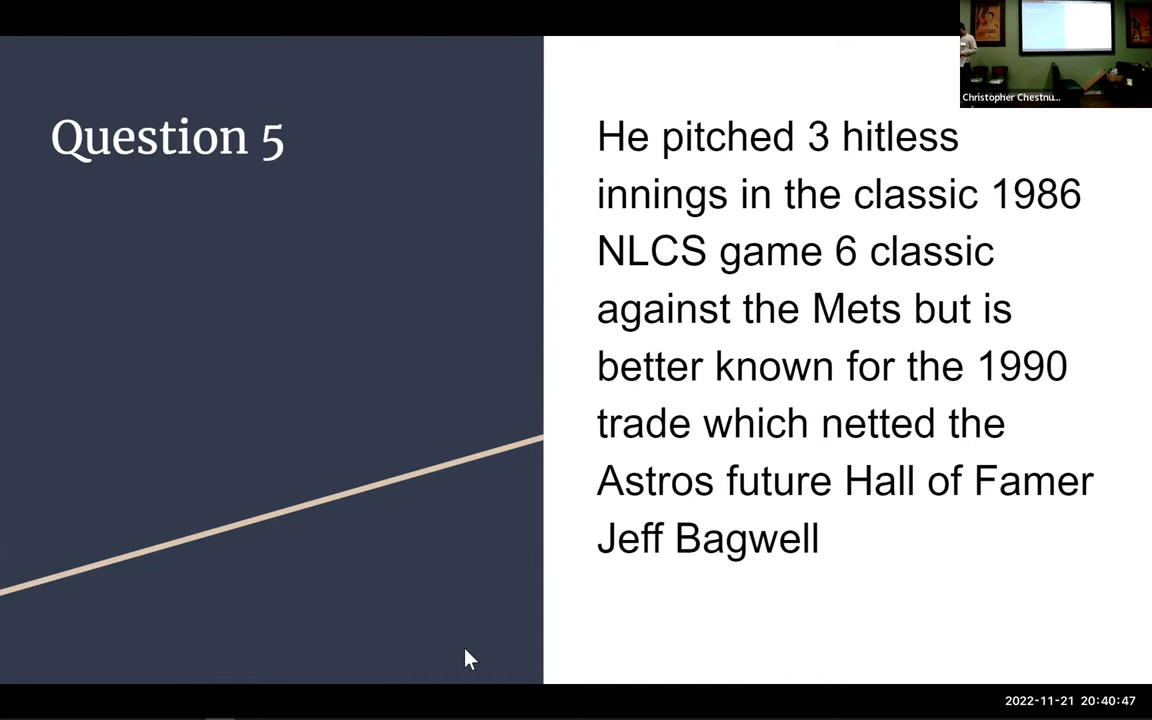 Question 5
He pitched 3 hitless
innings in the classic 1986
NLCS game 6 classic
against the Mets but is
better known for the 1990
trade which netted the
Astros future Hall of Famer
Jeff Bagwell
Christopher Chestnu...
2022-11-21 20:40:47